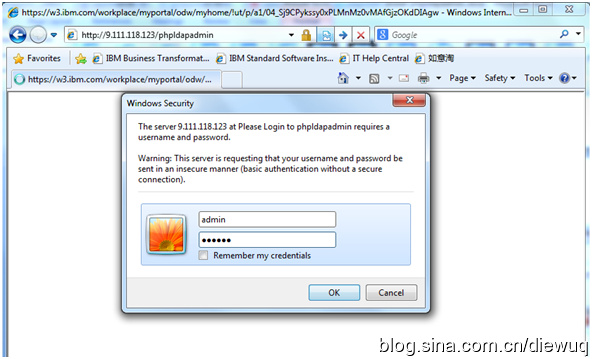 https://w3.ibm.com/workplace/myportal/odw/myhome/lut/p/a1/04_Sj9CPykssy0xPLMnMz0vMAfGjzOKdDIAgw - Windows Intern...
http://9.111.118.123/phpldapadmin
Google
Favorites IBM Business Transformat... IBM Standard Software Ins... IT Help Central 如意淘
https://w3.ibm.com/workplace/myportal/odw/...
Page Safety Tools
Windows Security
The server 9.111.118.123 at Please Login to phpldapadmin requires a
username and password.
Warning: This server is requesting that your username and password be
sent in an insecure manner (basic authentication without a secure
connection).
admin
••••••
Remember my credentials
OK Cancel
blog.sina.com.cn/diewuq